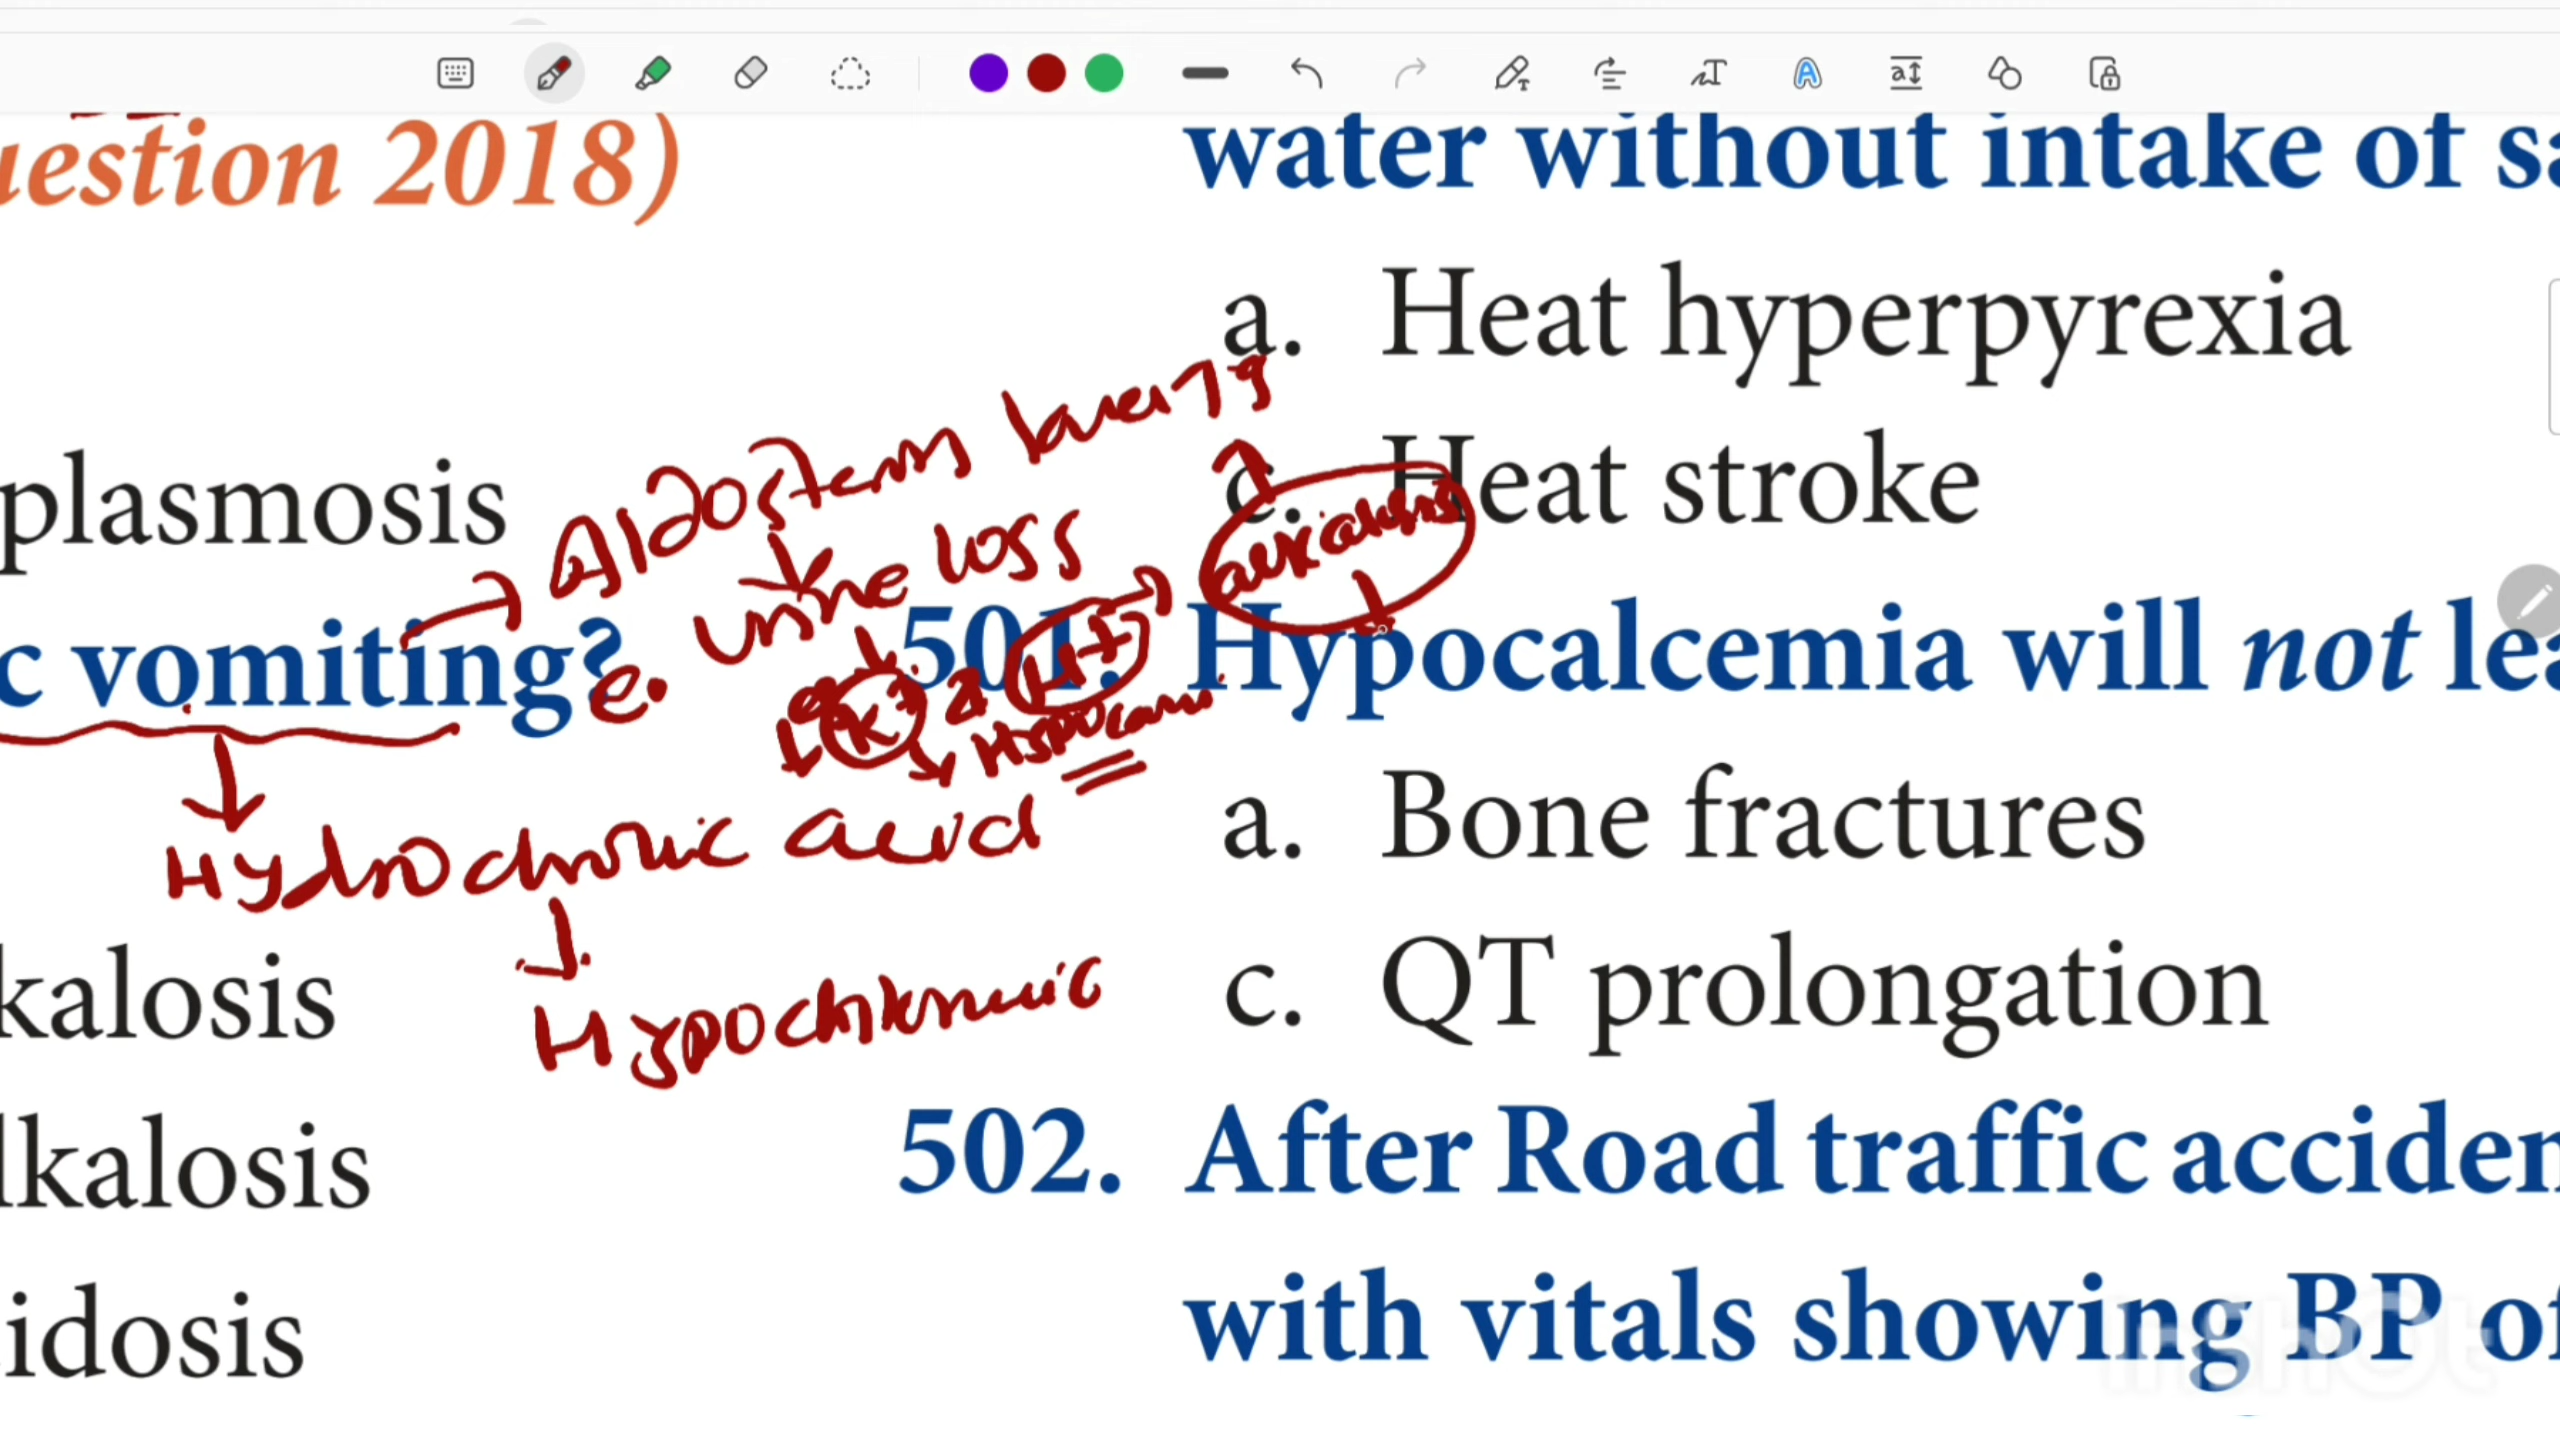 uestion 2018)
plasmosis
c vomiting?
kalosis
lkalosis
idosis
Aldosterons
urine loss
e.
K+ & H+
acid
water without intake of sa
a. Heat hyperpyrexia
c. Heat stroke
501. Hypocalcemia will not lea
a. Bone fractures
c. QT prolongation
502. After Road traffic acciden
with vitals showing BP of
InShOt